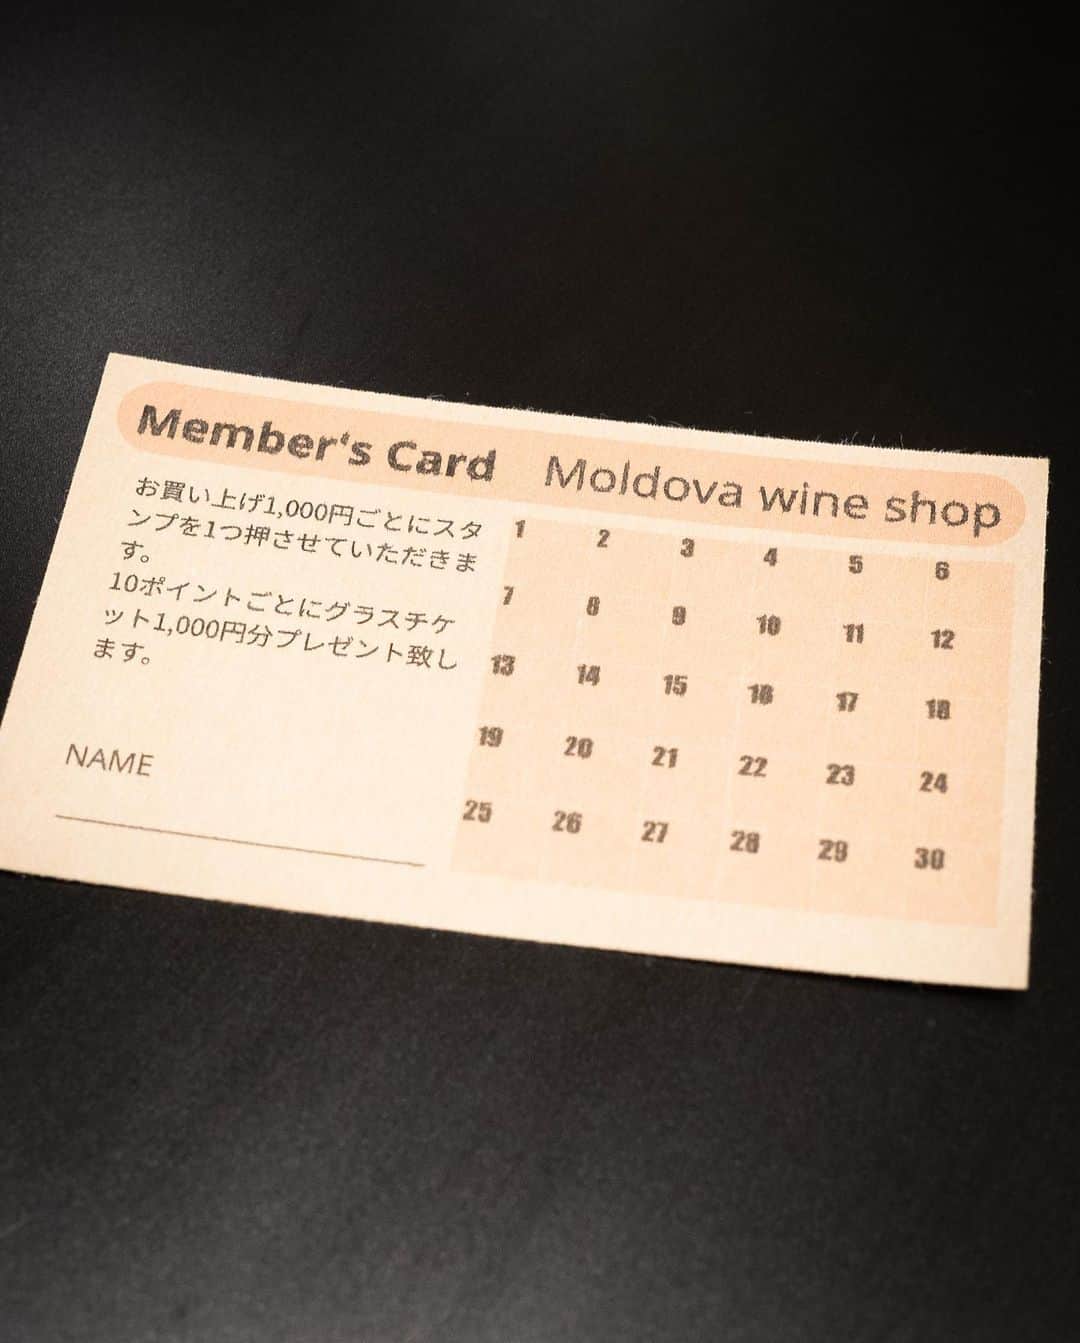 Member‘s Card Moldova wine shop
お買い上げ1,000円ごとにスタ
ンプを1つ押させていただきま
す。
10ポイントごとにグラスチケ
ット1,000円分プレゼント致し
ます。
NAME
1 2 3 4 5 6
7 8 9 10 11 12
13 14 15 16 17 18
19 20 21 22 23 24
25 26 27 28 29 30